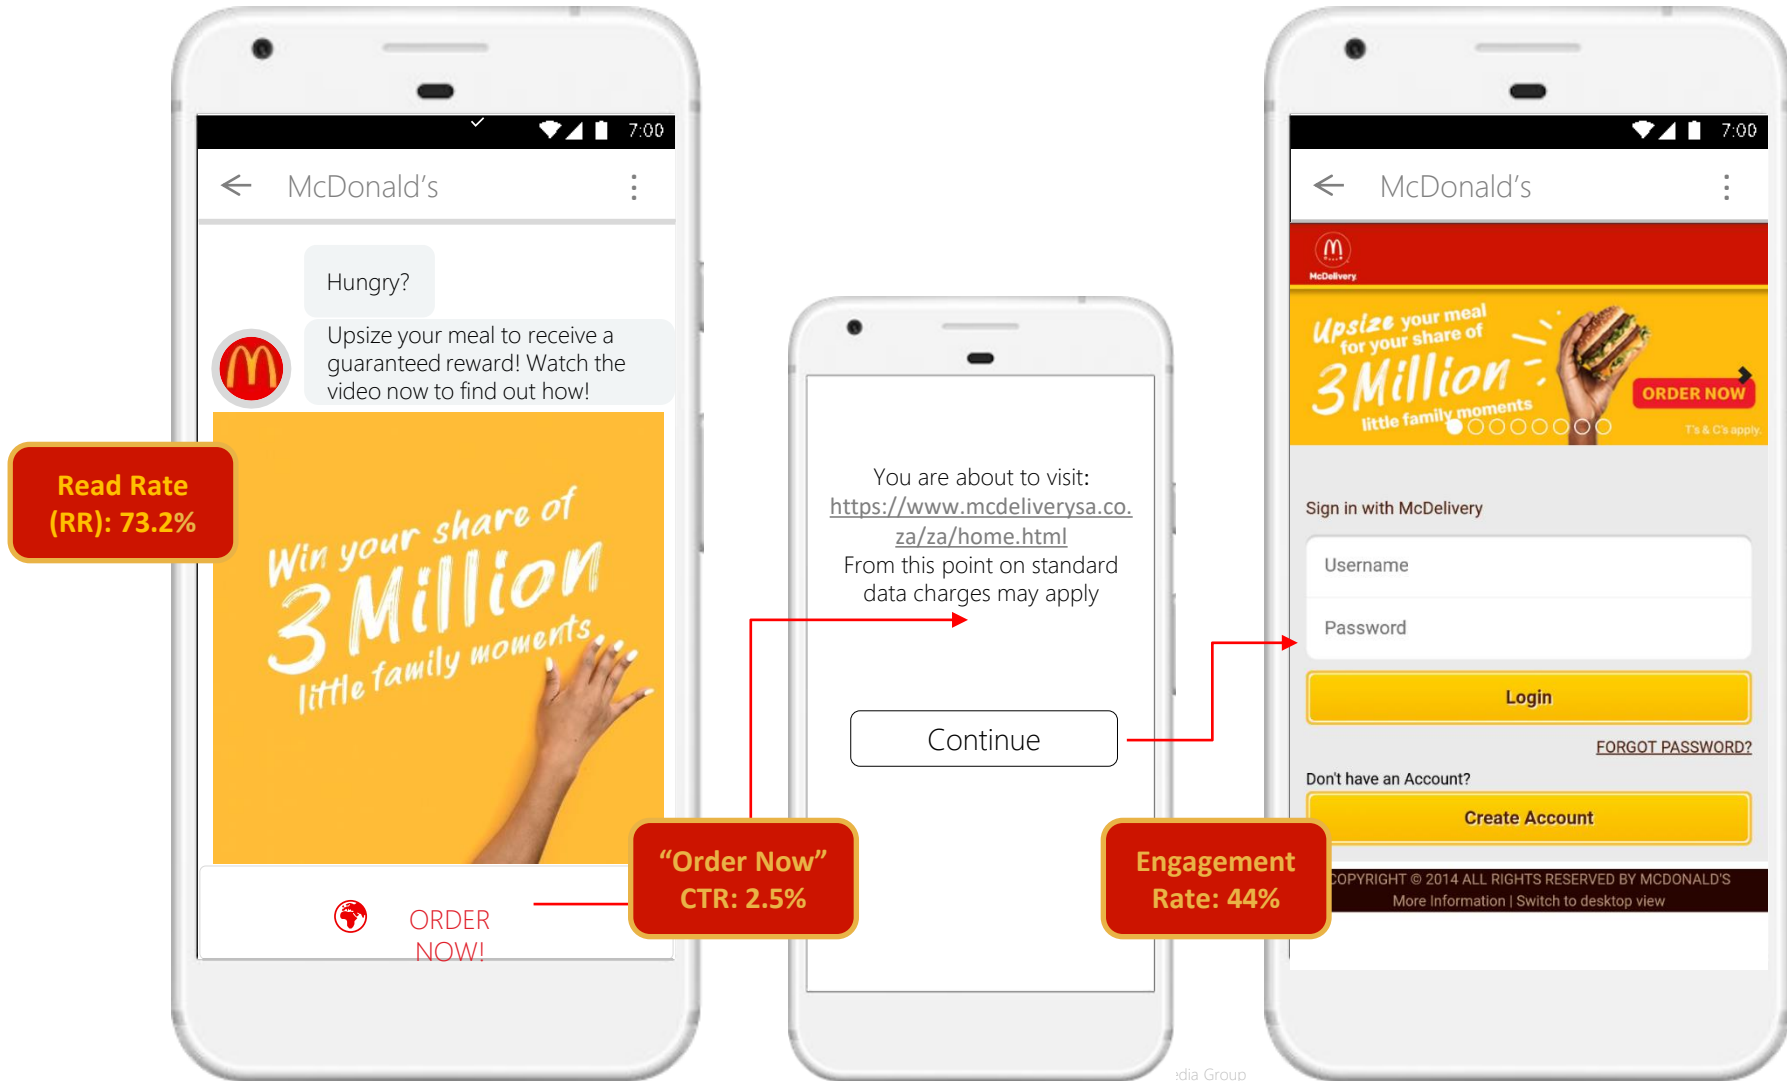 7:00
McDonald's
Hungry?
Upsize your meal to receive a
guaranteed reward! Watch the
video now to find out how!
Win your share of
3 Million
little family moments
ORDER
NOW!
Read Rate
(RR): 73.2%
"Order Now"
CTR: 2.5%
You are about to visit:
https://www.mcdeliverysa.co.
za/za/home.html
From this point on standard
data charges may apply
Continue
Engagement
Rate: 44%
7:00
McDonald's
McDelivery
Upsize your meal
for your share of
3 Million
little family moments
ORDER NOW
T's & C's apply.
Sign in with McDelivery
Username
Password
Login
FORGOT PASSWORD?
Don't have an Account?
Create Account
COPYRIGHT © 2014 ALL RIGHTS RESERVED BY MCDONALD'S
More Information | Switch to desktop view
Group